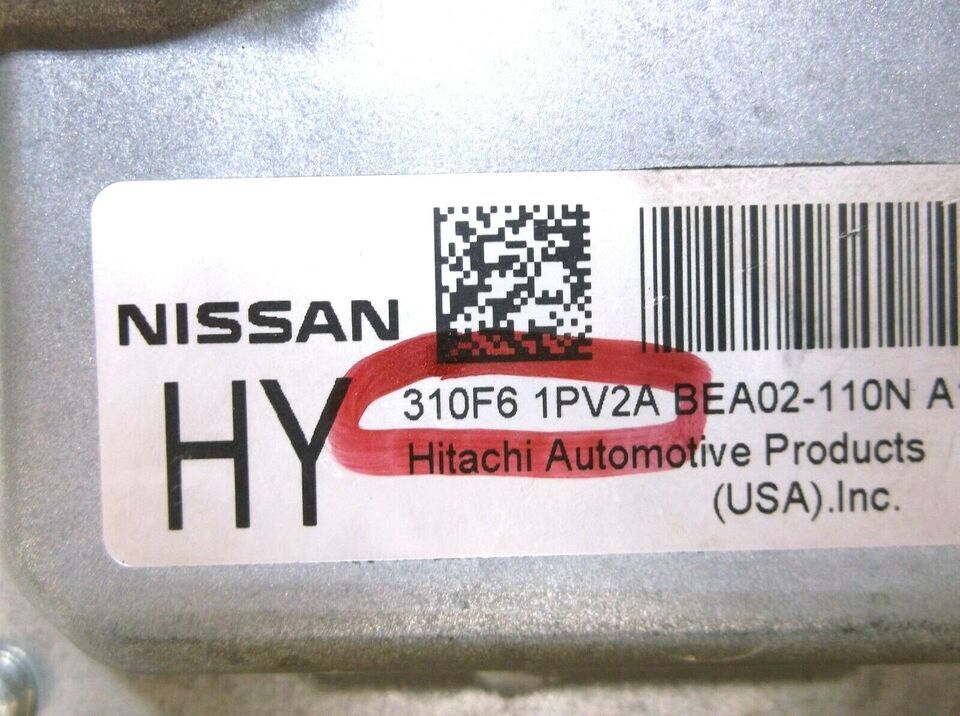 NISSAN
HY
310F6 1PV2A BEA02-110N
Hitachi Automotive Products
(USA).Inc.